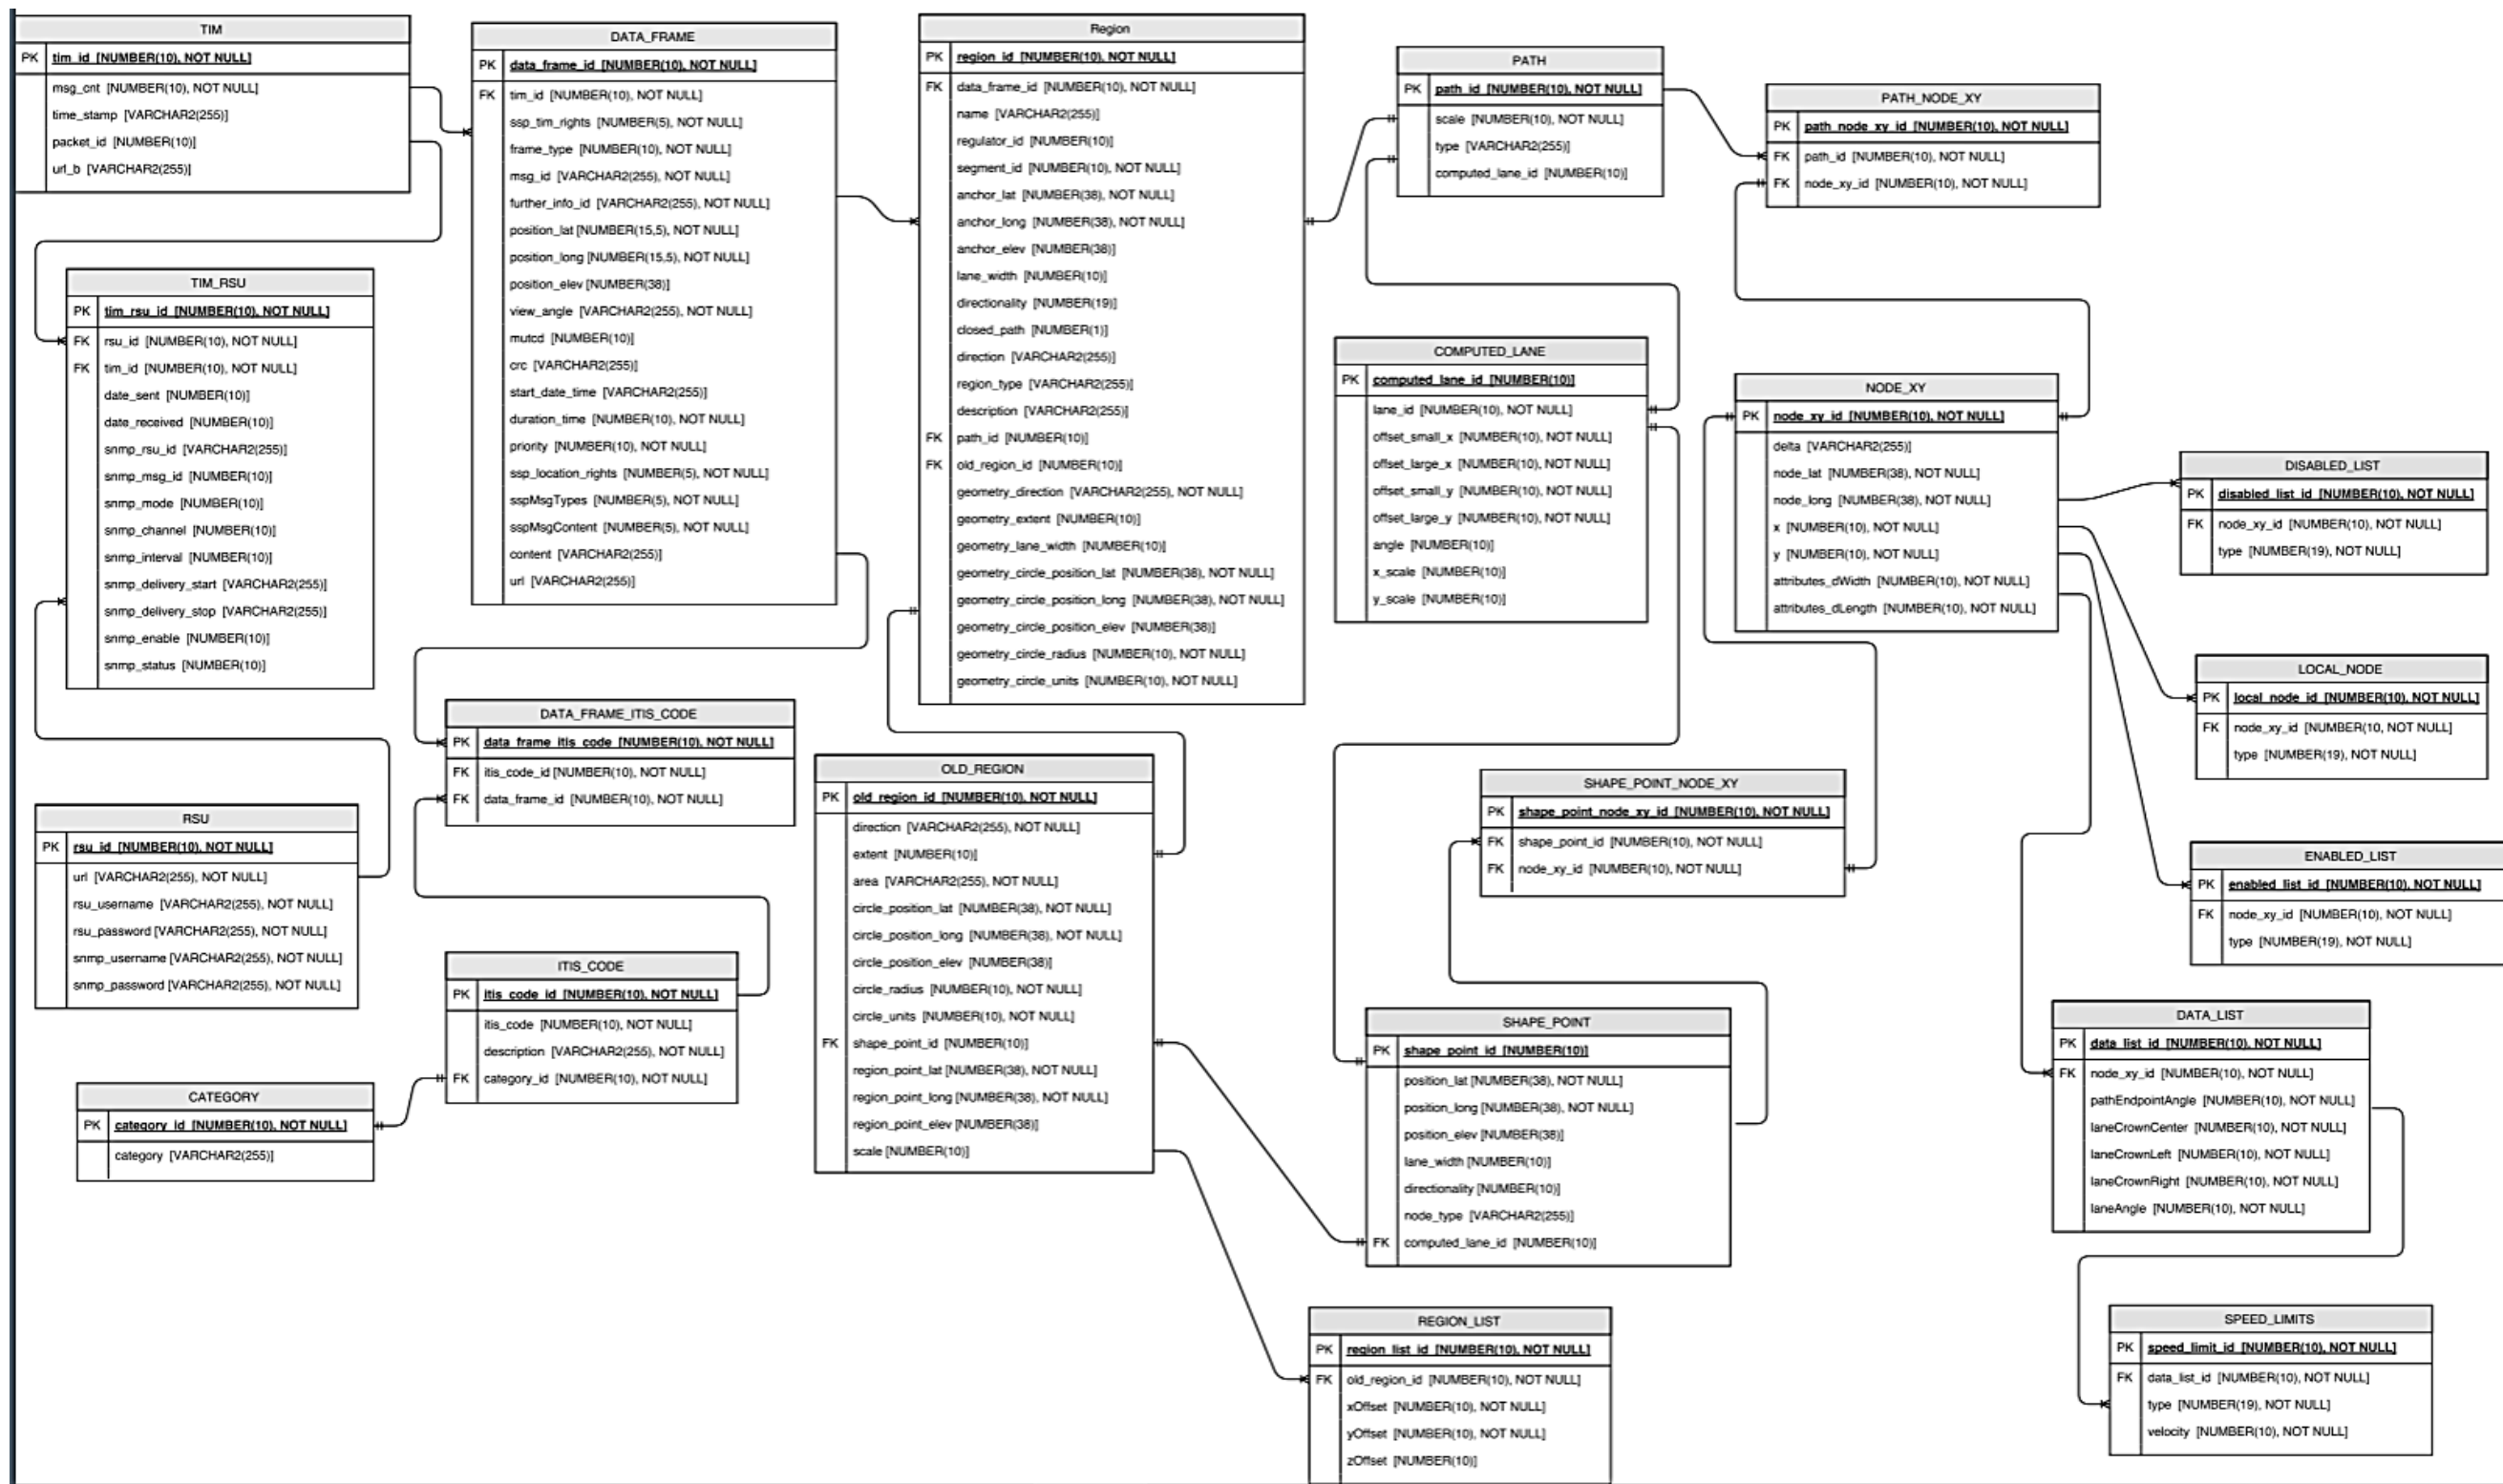 TIM
PK tim_id [NUMBER(10), NOT NULL]
msg_cnt [NUMBER(10), NOT NULL]
time_stamp [VARCHAR2(255)]
packet_id [NUMBER(10)]
url_b [VARCHAR2(255)]
TIM_RSU
PK tim_rsu_id [NUMBER(10), NOT NULL]
FK rsu_id [NUMBER(10), NOT NULL]
FK tim_id [NUMBER(10), NOT NULL]
date_sent [NUMBER(10)]
date_received [NUMBER(10)]
snmp_rsu_id [VARCHAR2(255)]
snmp_msg_id [NUMBER(10)]
snmp_mode [NUMBER(10)]
snmp_channel [NUMBER(10)]
snmp_interval [NUMBER(10)]
snmp_delivery_start [VARCHAR2(255)]
snmp_delivery_stop [VARCHAR2(255)]
snmp_enable [NUMBER(10)]
snmp_status [NUMBER(10)]
RSU
PK rsu_id [NUMBER(10), NOT NULL]
url [VARCHAR2(255), NOT NULL]
rsu_username [VARCHAR2(255), NOT NULL]
rsu_password [VARCHAR2(255), NOT NULL]
snmp_username [VARCHAR2(255), NOT NULL]
snmp_password [VARCHAR2(255), NOT NULL]
CATEGORY
PK category_id [NUMBER(10), NOT NULL]
category [VARCHAR2(255)]
DATA_FRAME
PK data_frame_id [NUMBER(10), NOT NULL]
FK tim_id [NUMBER(10), NOT NULL]
ssp_tim_rights [NUMBER(5), NOT NULL]
frame_type [NUMBER(10), NOT NULL]
msg_id [VARCHAR2(255), NOT NULL]
further_info_id [VARCHAR2(255), NOT NULL]
position_lat [NUMBER(15,5), NOT NULL]
position_long [NUMBER(15,5), NOT NULL]
position_elev [NUMBER(38)]
view_angle [VARCHAR2(255), NOT NULL]
mutcd [NUMBER(10)]
crc [VARCHAR2(255)]
start_date_time [VARCHAR2(255)]
duration_time [NUMBER(10), NOT NULL]
priority [NUMBER(10), NOT NULL]
ssp_location_rights [NUMBER(5), NOT NULL]
sspMsgTypes [NUMBER(5), NOT NULL]
sspMsgContent [NUMBER(5), NOT NULL]
content [VARCHAR2(255)]
url [VARCHAR2(255)]
DATA_FRAME_ITIS_CODE
PK data_frame_itis_code [NUMBER(10), NOT NULL]
FK itis_code_id [NUMBER(10), NOT NULL]
FK data_frame_id [NUMBER(10), NOT NULL]
ITIS_CODE
PK itis_code_id [NUMBER(10), NOT NULL]
itis_code [NUMBER(10), NOT NULL]
description [VARCHAR2(255), NOT NULL]
FK category_id [NUMBER(10), NOT NULL]
Region
PK region_id [NUMBER(10), NOT NULL]
FK data_frame_id [NUMBER(10), NOT NULL]
name [VARCHAR2(255)]
regulator_id [NUMBER(10)]
segment_id [NUMBER(10), NOT NULL]
anchor_lat [NUMBER(38), NOT NULL]
anchor_long [NUMBER(38), NOT NULL]
anchor_elev [NUMBER(38)]
lane_width [NUMBER(10)]
directionality [NUMBER(19)]
closed_path [NUMBER(1)]
direction [VARCHAR2(255)]
region_type [VARCHAR2(255)]
description [VARCHAR2(255)]
FK path_id [NUMBER(10)]
FK old_region_id [NUMBER(10)]
geometry_direction [VARCHAR2(255), NOT NULL]
geometry_extent [NUMBER(10)]
geometry_lane_width [NUMBER(10)]
geometry_circle_position_lat [NUMBER(38), NOT NULL]
geometry_circle_position_long [NUMBER(38), NOT NULL]
geometry_circle_position_elev [NUMBER(38)]
geometry_circle_radius [NUMBER(10), NOT NULL]
geometry_circle_units [NUMBER(10), NOT NULL]
OLD_REGION
PK old_region_id [NUMBER(10), NOT NULL]
direction [VARCHAR2(255), NOT NULL]
extent [NUMBER(10)]
area [VARCHAR2(255), NOT NULL]
circle_position_lat [NUMBER(38), NOT NULL]
circle_position_long [NUMBER(38), NOT NULL]
circle_position_elev [NUMBER(38)]
circle_radius [NUMBER(10), NOT NULL]
circle_units [NUMBER(10), NOT NULL]
FK shape_point_id [NUMBER(10)]
region_point_lat [NUMBER(38), NOT NULL]
region_point_long [NUMBER(38), NOT NULL]
region_point_elev [NUMBER(38)]
scale [NUMBER(10)]
PATH
PK path_id [NUMBER(10), NOT NULL]
scale [NUMBER(10), NOT NULL]
type [VARCHAR2(255)]
computed_lane_id [NUMBER(10)]
COMPUTED_LANE
PK computed_lane_id [NUMBER(10)]
lane_id [NUMBER(10), NOT NULL]
offset_small_x [NUMBER(10), NOT NULL]
offset_large_x [NUMBER(10), NOT NULL]
offset_small_y [NUMBER(10), NOT NULL]
offset_large_y [NUMBER(10), NOT NULL]
angle [NUMBER(10)]
x_scale [NUMBER(10)]
y_scale [NUMBER(10)]
SHAPE_POINT_NODE_XY
PK shape_point_node_xy_id [NUMBER(10), NOT NULL]
FK shape_point_id [NUMBER(10), NOT NULL]
FK node_xy_id [NUMBER(10), NOT NULL]
SHAPE_POINT
PK shape_point_id [NUMBER(10)]
position_lat [NUMBER(38), NOT NULL]
position_long [NUMBER(38), NOT NULL]
position_elev [NUMBER(38)]
lane_width [NUMBER(10)]
directionality [NUMBER(10)]
node_type [VARCHAR2(255)]
FK computed_lane_id [NUMBER(10)]
REGION_LIST
PK region_list_id [NUMBER(10), NOT NULL]
FK old_region_id [NUMBER(10), NOT NULL]
xOffset [NUMBER(10), NOT NULL]
yOffset [NUMBER(10), NOT NULL]
zOffset [NUMBER(10)]
PATH_NODE_XY
PK path_node_xy_id [NUMBER(10), NOT NULL]
FK path_id [NUMBER(10), NOT NULL]
FK node_xy_id [NUMBER(10), NOT NULL]
NODE_XY
PK node_xy_id [NUMBER(10), NOT NULL]
delta [VARCHAR2(255)]
node_lat [NUMBER(38), NOT NULL]
node_long [NUMBER(38), NOT NULL]
x [NUMBER(10), NOT NULL]
y [NUMBER(10), NOT NULL]
attributes_dWidth [NUMBER(10), NOT NULL]
attributes_dLength [NUMBER(10), NOT NULL]
DISABLED_LIST
PK disabled_list_id [NUMBER(10), NOT NULL]
FK node_xy_id [NUMBER(10), NOT NULL]
type [NUMBER(19), NOT NULL]
LOCAL_NODE
PK local_node_id [NUMBER(10), NOT NULL]
FK node_xy_id [NUMBER(10, NOT NULL]
type [NUMBER(19), NOT NULL]
ENABLED_LIST
PK enabled_list_id [NUMBER(10), NOT NULL]
FK node_xy_id [NUMBER(10), NOT NULL]
type [NUMBER(19), NOT NULL]
DATA_LIST
PK data_list_id [NUMBER(10), NOT NULL]
FK node_xy_id [NUMBER(10), NOT NULL]
pathEndpointAngle [NUMBER(10), NOT NULL]
laneCrownCenter [NUMBER(10), NOT NULL]
laneCrownLeft [NUMBER(10), NOT NULL]
laneCrownRight [NUMBER(10), NOT NULL]
laneAngle [NUMBER(10), NOT NULL]
SPEED_LIMITS
PK speed_limit_id [NUMBER(10), NOT NULL]
FK data_list_id [NUMBER(10), NOT NULL]
type [NUMBER(19), NOT NULL]
velocity [NUMBER(10), NOT NULL]